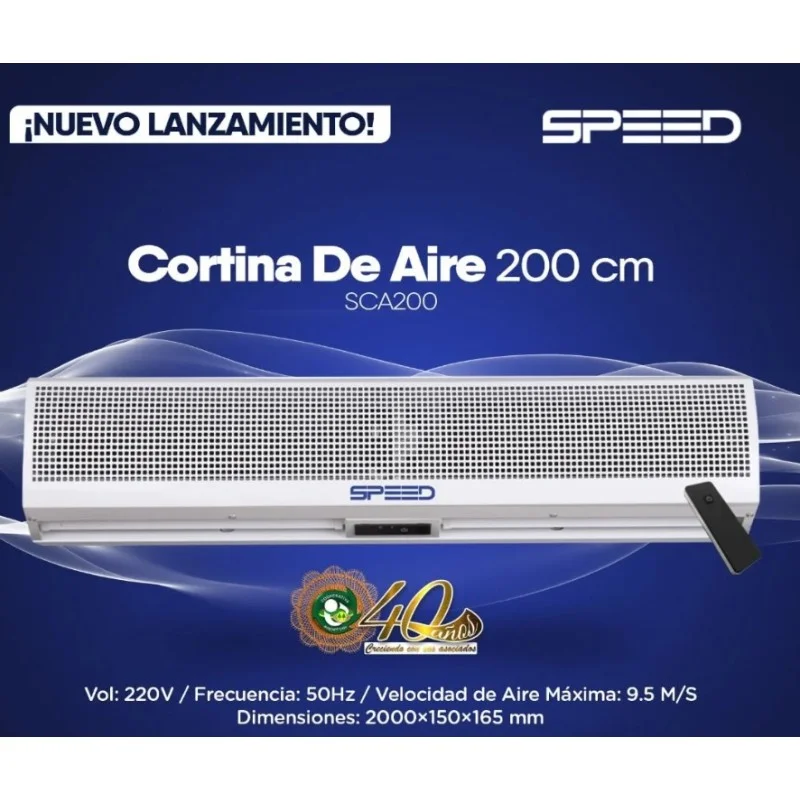 ¡NUEVO LANZAMIENTO!
SPEED
Cortina De Aire 200 cm
SCA200
SPEED
40 años
Creciendo con sus asociados
Vol: 220V / Frecuencia: 50Hz / Velocidad de Aire Máxima: 9.5 M/S
Dimensiones: 2000×150×165 mm